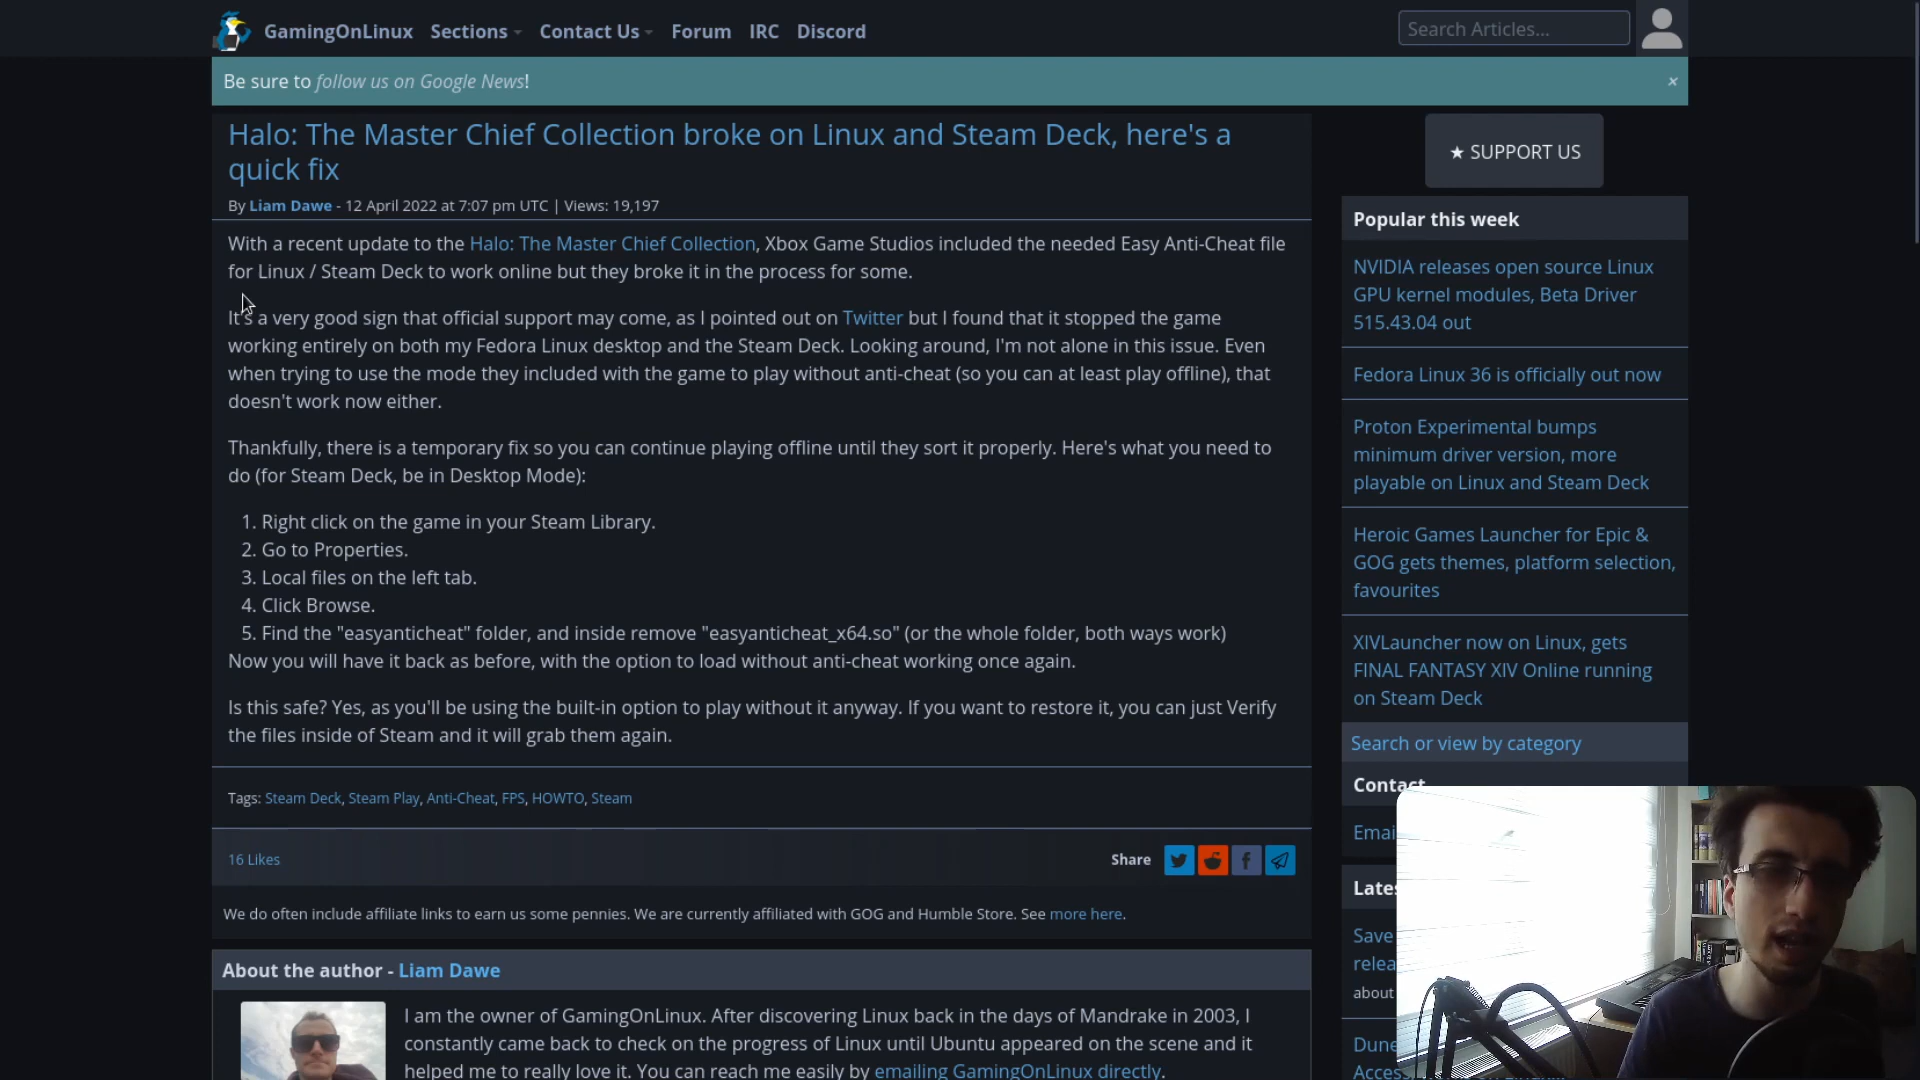 GamingOnLinux Sections Contact Us Forum IRC Discord Search Articles...
Be sure to follow us on Google News! ×
Halo: The Master Chief Collection broke on Linux and Steam Deck, here's a
quick fix
By Liam Dawe - 12 April 2022 at 7:07 pm UTC | Views: 19,197
With a recent update to the Halo: The Master Chief Collection, Xbox Game Studios included the needed Easy Anti-Cheat file
for Linux / Steam Deck to work online but they broke it in the process for some.
It's a very good sign that official support may come, as I pointed out on Twitter but I found that it stopped the game
working entirely on both my Fedora Linux desktop and the Steam Deck. Looking around, I'm not alone in this issue. Even
when trying to use the mode they included with the game to play without anti-cheat (so you can at least play offline), that
doesn't work now either.
Thankfully, there is a temporary fix so you can continue playing offline until they sort it properly. Here's what you need to
do (for Steam Deck, be in Desktop Mode):
1. Right click on the game in your Steam Library.
2. Go to Properties.
3. Local files on the left tab.
4. Click Browse.
5. Find the "easyanticheat" folder, and inside remove "easyanticheat_x64.so" (or the whole folder, both ways work)
Now you will have it back as before, with the option to load without anti-cheat working once again.
Is this safe? Yes, as you'll be using the built-in option to play without it anyway. If you want to restore it, you can just Verify
the files inside of Steam and it will grab them again.
Tags: Steam Deck, Steam Play, Anti-Cheat, FPS, HOWTO, Steam
16 Likes Share
We do often include affiliate links to earn us some pennies. We are currently affiliated with GOG and Humble Store. See more here.
About the author - Liam Dawe
I am the owner of GamingOnLinux. After discovering Linux back in the days of Mandrake in 2003, I
constantly came back to check on the progress of Linux until Ubuntu appeared on the scene and it
helped me to really love it. You can reach me easily by emailing GamingOnLinux directly.
★ SUPPORT US
Popular this week
NVIDIA releases open source Linux
GPU kernel modules, Beta Driver
515.43.04 out
Fedora Linux 36 is officially out now
Proton Experimental bumps
minimum driver version, more
playable on Linux and Steam Deck
Heroic Games Launcher for Epic &
GOG gets themes, platform selection,
favourites
XIVLauncher now on Linux, gets
FINAL FANTASY XIV Online running
on Steam Deck
Search or view by category
Contact
Emai
Lates
Save
relea
about
Dune
Access